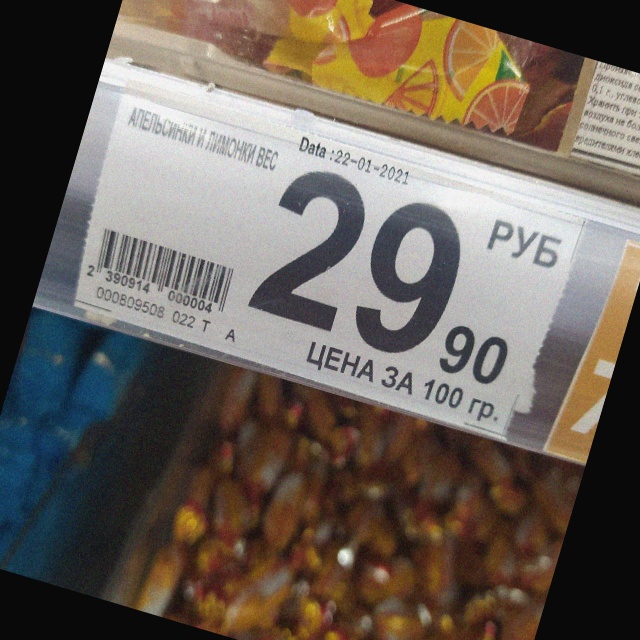 АПЕЛЬСИНКИ И ЛИМОНКИ ВЕС
Data :22-01-2021
29 90
РУБ
2 390914 000004
000809508 022 Т А
ЦЕНА ЗА 100 гр.